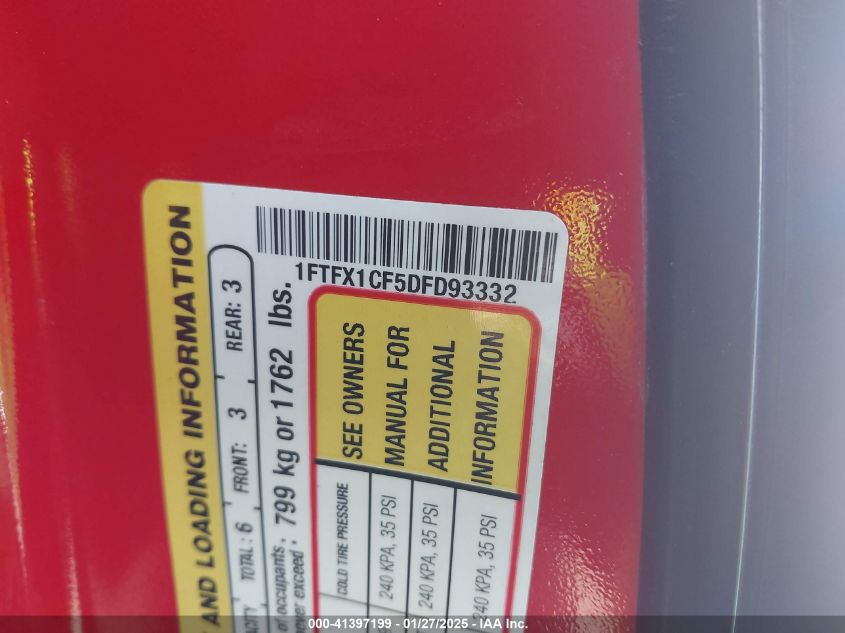 1FTFX1CF5DFD93332
AND LOADING INFORMATION
TOTAL: 6 FRONT: 3 REAR: 3
of occupants
exceed: 799 kg or 1762 lbs.
COLD TIRE PRESSURE
240 KPA, 35 PSI
240 KPA, 35 PSI
240 KPA, 35 PSI
SEE OWNERS
MANUAL FOR
ADDITIONAL
INFORMATION
000-41397199 — 01/27/2025 — IAA Inc.